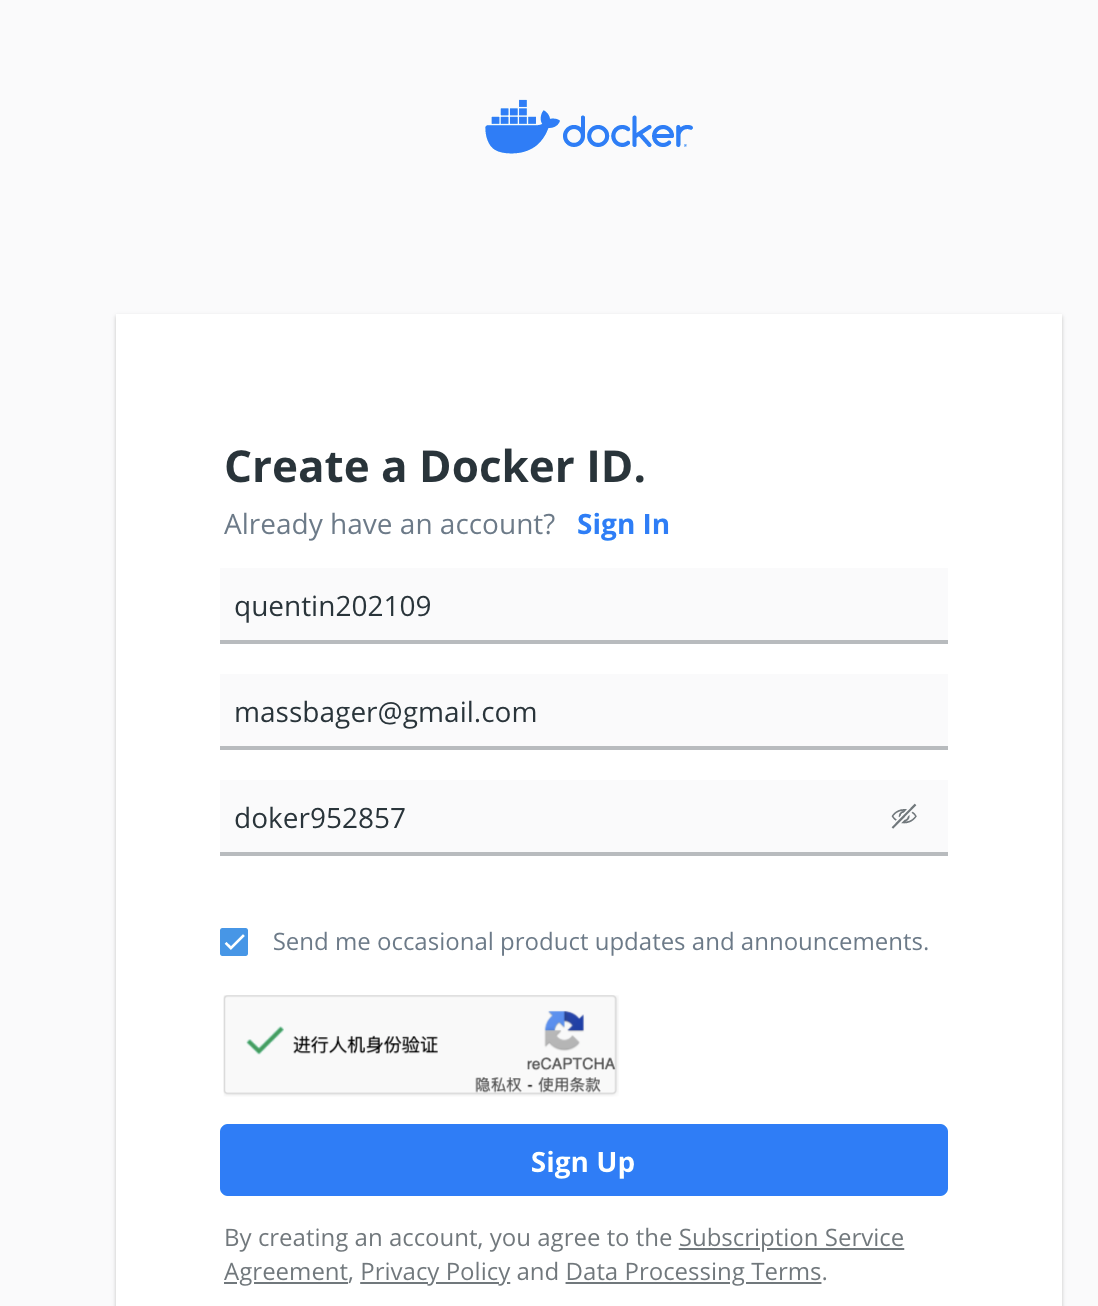 docker
Create a Docker ID.
Already have an account? Sign In
quentin202109
massbager@gmail.com
doker952857
Send me occasional product updates and announcements.
进行人机身份验证
reCAPTCHA
隐私权 - 使用条款
Sign Up
By creating an account, you agree to the Subscription Service
Agreement, Privacy Policy and Data Processing Terms.